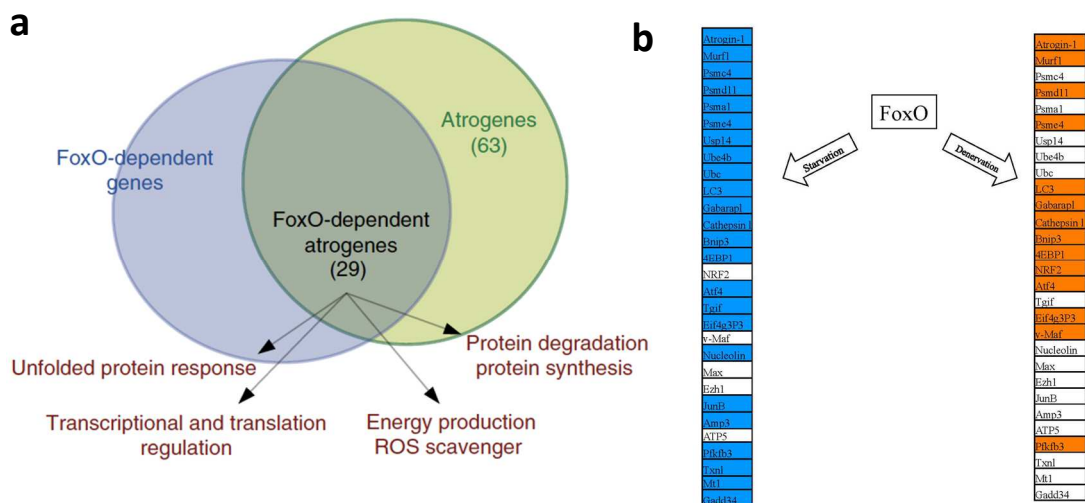 a
FoxO-dependent
genes
Atrogenes
(63)
FoxO-dependent
atrogenes
(29)
Unfolded protein response
Protein degradation
protein synthesis
Transcriptional and translation
regulation
Energy production
ROS scavenger
b
Atrogin-1
Murf1
Psmc4
Psmd11
Psma1
Psme4
Usp14
Ube4b
Ubc
LC3
Gabarapl
Cathepsin l
Bnip3
4EBP1
NRF2
Atf4
Tgif
Eif4g3P3
v-Maf
Nucleolin
Max
Ezh1
JunB
Amp3
ATP5
Pfkfb3
Txnl
Mt1
Gadd34
FoxO
Starvation
Denervation
Atrogin-1
Murf1
Psmc4
Psmd11
Psma1
Psme4
Usp14
Ube4b
Ubc
LC3
Gabarapl
Cathepsin l
Bnip3
4EBP1
NRF2
Atf4
Tgif
Eif4g3P3
v-Maf
Nucleolin
Max
Ezh1
JunB
Amp3
ATP5
Pfkfb3
Txnl
Mt1
Gadd34